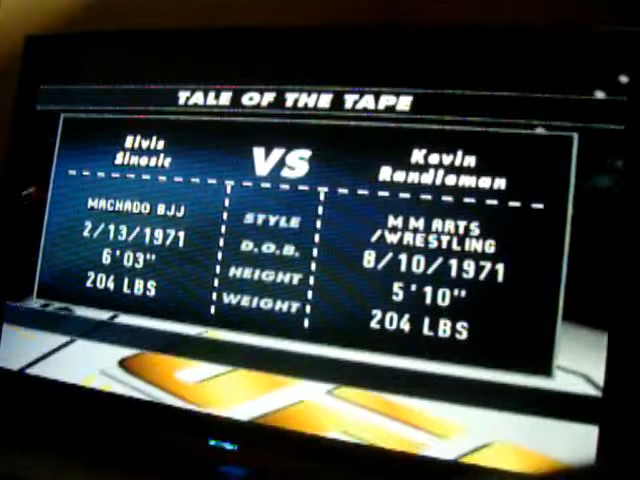 TALE OF THE TAPE
Elvis
Sinosic
VS
Kevin
Randleman
MACHADO BJJ
STYLE
M M ARTS
/WRESTLING
2/13/1971
D.O.B.
8/10/1971
6'03"
HEIGHT
5'10"
204 LBS
WEIGHT
204 LBS